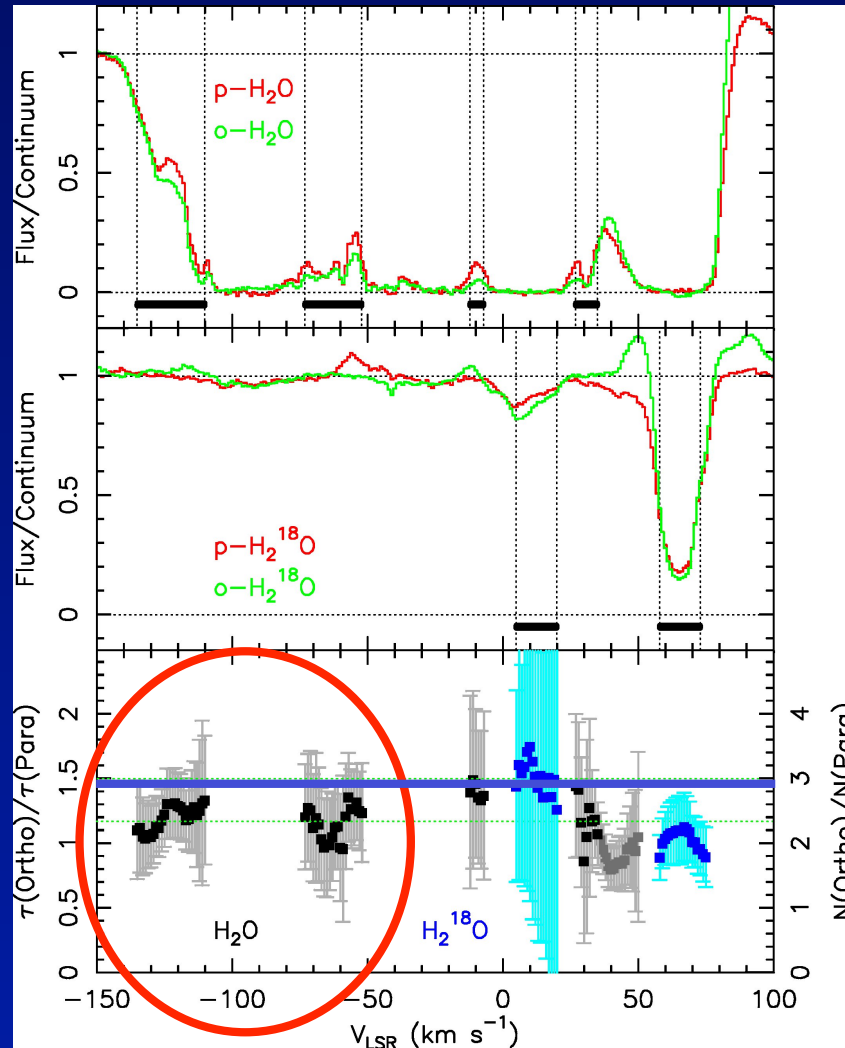 Flux/Continuum
1
0.5
0
p−H₂O
o−H₂O
Flux/Continuum
1
0.5
0
p−H₂¹⁸O
o−H₂¹⁸O
τ(Ortho)/τ(Para)
2
1.5
1
0.5
0
H₂O
H₂¹⁸O
4
3
2
1
0
N(Ortho)/N(Para)
−150
−100
−50
0
50
100
V_LSR (km s⁻¹)